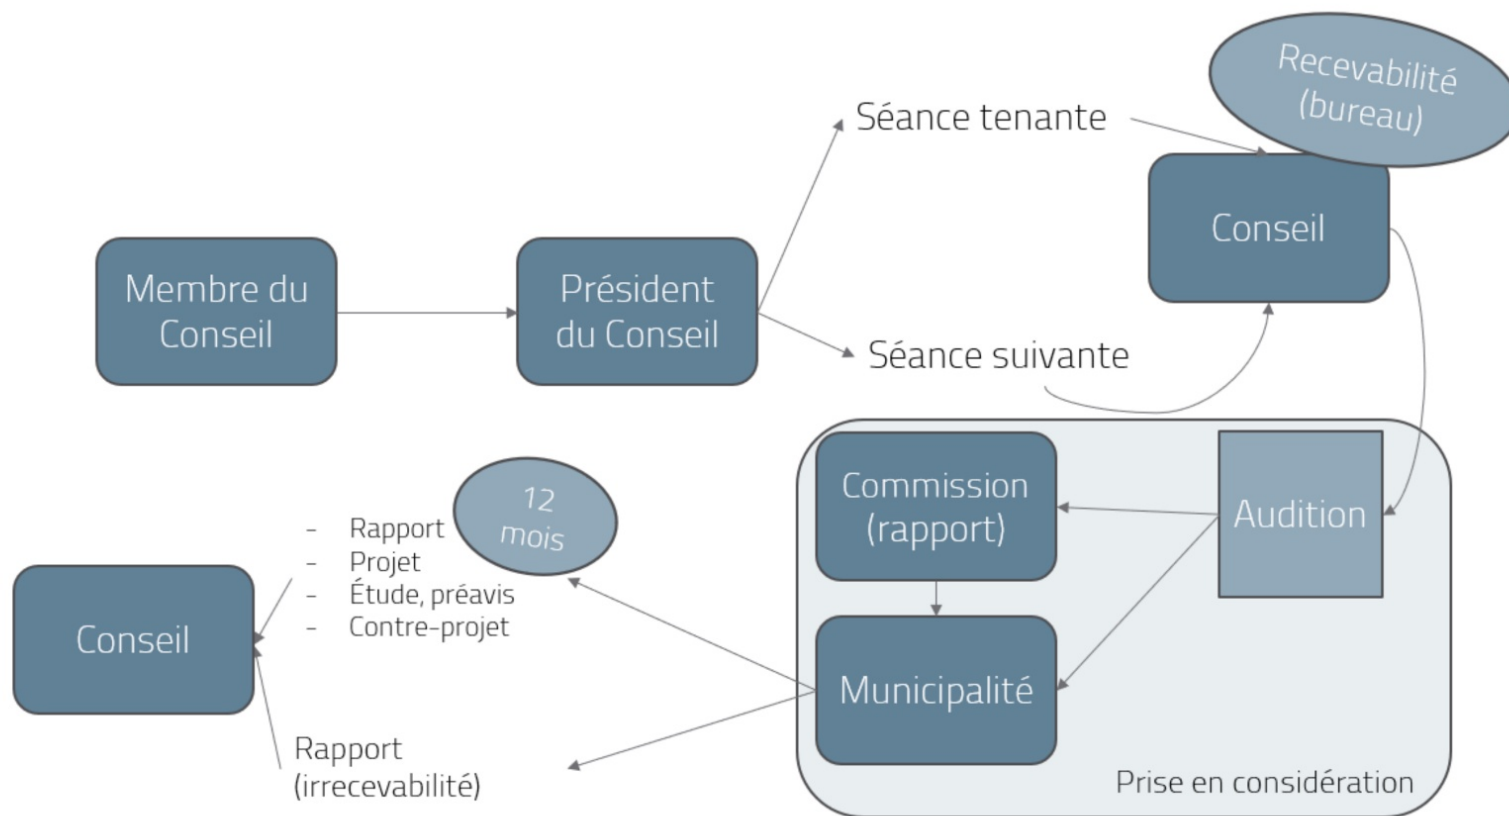 Recevabilité
(bureau)
Séance tenante
Conseil
Membre du
Conseil
Président
du Conseil
Séance suivante
Commission
(rapport)
Audition
12
mois
- Rapport
- Projet
- Étude, préavis
- Contre-projet
Conseil
Municipalité
Rapport
(irrecevabilité)
Prise en considération